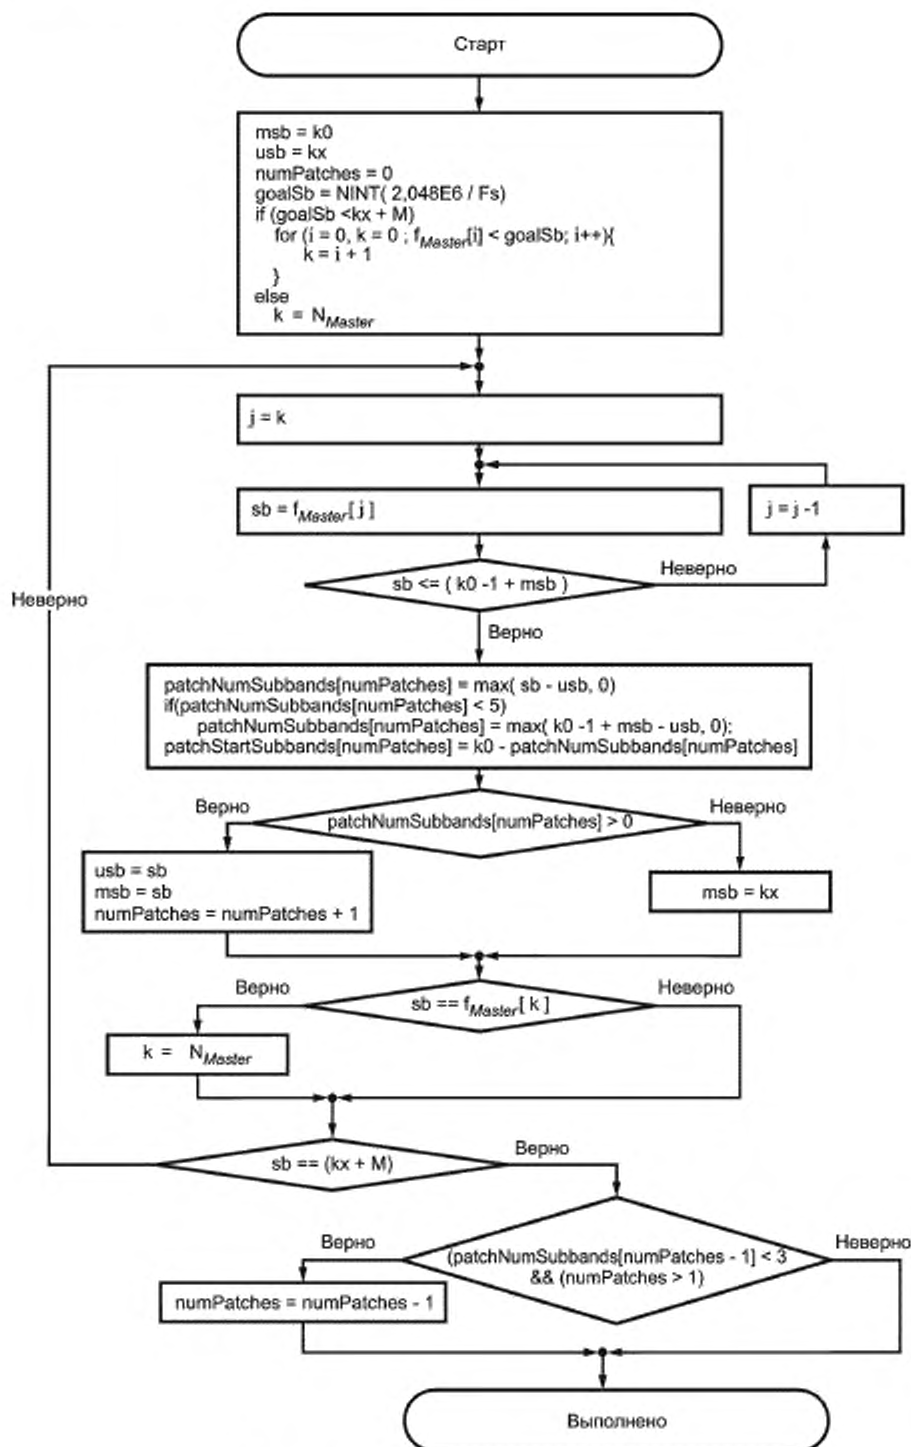 Старт
msb = k0
usb = kx
numPatches = 0
goalSb = NINT( 2,048E6 / Fs)
if (goalSb <kx + M)
for (i = 0, k = 0 ; fMaster[i] < goalSb; i++){
k = i + 1
}
else
k = NMaster
j = k
sb = fMaster[ j ]
j = j -1
sb <= ( k0 -1 + msb )
Неверно
Неверно
Верно
patchNumSubbands[numPatches] = max( sb - usb, 0)
if(patchNumSubbands[numPatches] < 5)
patchNumSubbands[numPatches] = max( k0 -1 + msb - usb, 0);
patchStartSubbands[numPatches] = k0 - patchNumSubbands[numPatches]
Верно
Неверно
patchNumSubbands[numPatches] > 0
usb = sb
msb = sb
numPatches = numPatches + 1
msb = kx
Верно
Неверно
sb == fMaster[ k ]
k = NMaster
Верно
sb == (kx + M)
Верно
Неверно
(patchNumSubbands[numPatches - 1] < 3
&& (numPatches > 1)
numPatches = numPatches - 1
Выполнено